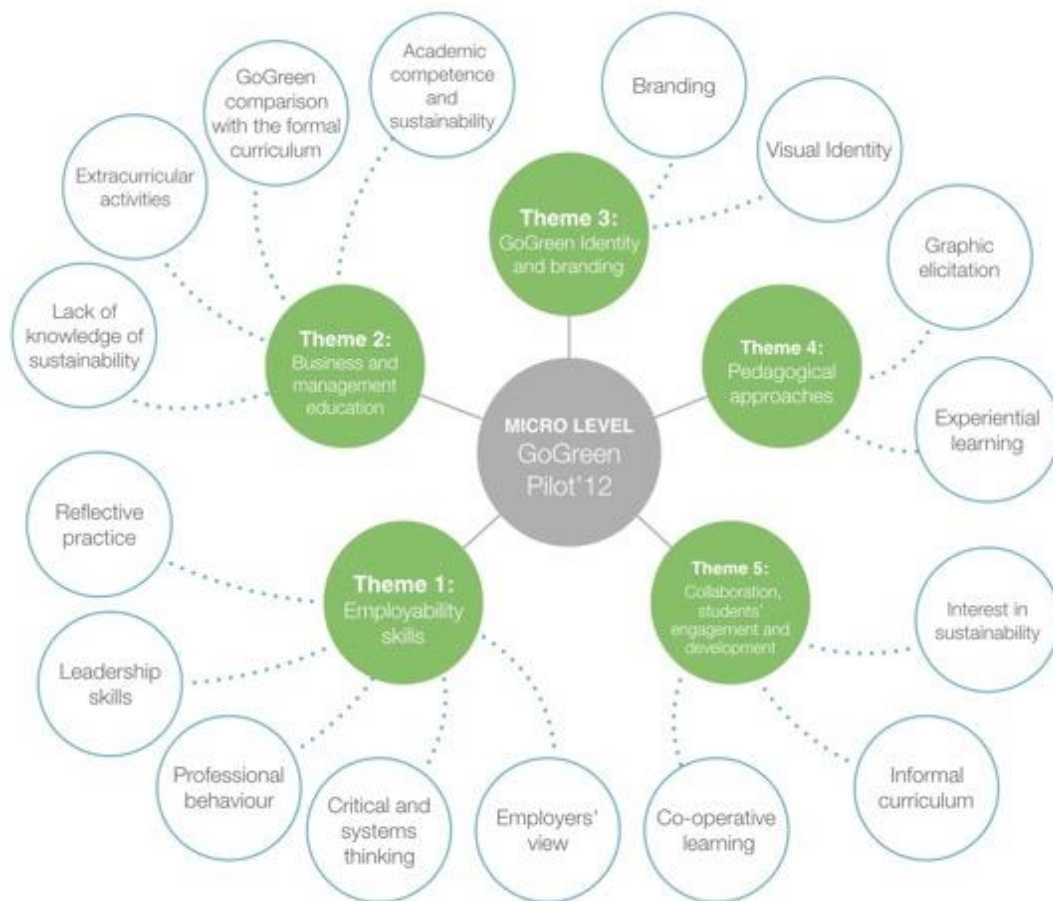 Academic
competence
and
sustainability
GoGreen
comparison
with the formal
curriculum
Extracurricular
activities
Lack of
knowledge of
sustainability
Branding
Visual Identity
Graphic
elicitation
Experiential
learning
Theme 3:
GoGreen Identity
and branding
Theme 2:
Business and
management
education
Theme 4:
Pedagogical
approaches
MICRO LEVEL
GoGreen
Pilot'12
Theme 1:
Employability
skills
Theme 5:
Collaboration,
students'
engagement and
development
Reflective
practice
Leadership
skills
Professional
behaviour
Critical and
systems
thinking
Employers'
view
Co-operative
learning
Informal
curriculum
Interest in
sustainability